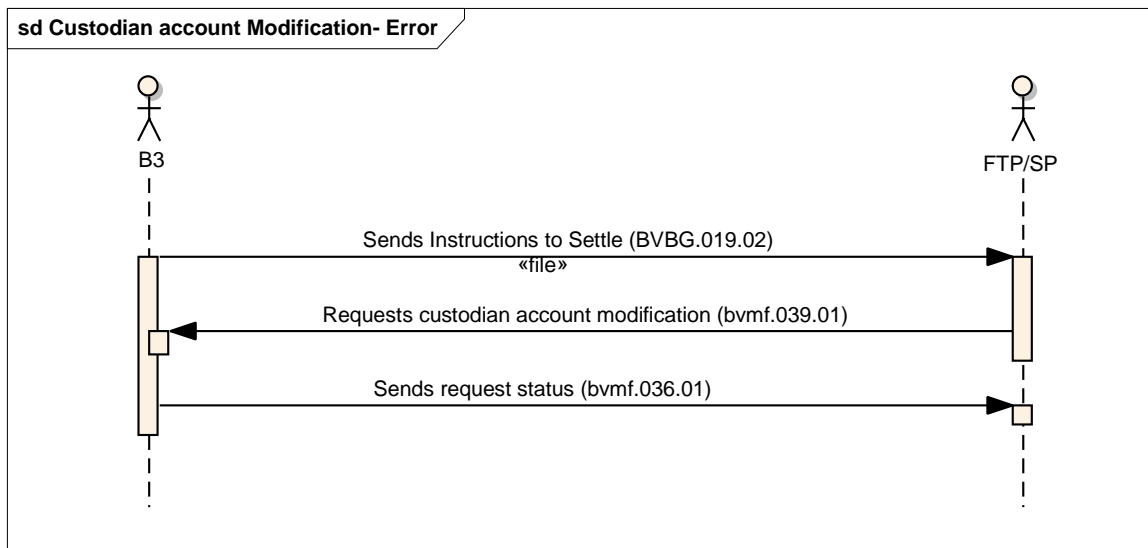 sd Custodian account Modification- Error
B3
FTP/SP
Sends Instructions to Settle (BVBG.019.02)
«file»
Requests custodian account modification (bvmf.039.01)
Sends request status (bvmf.036.01)